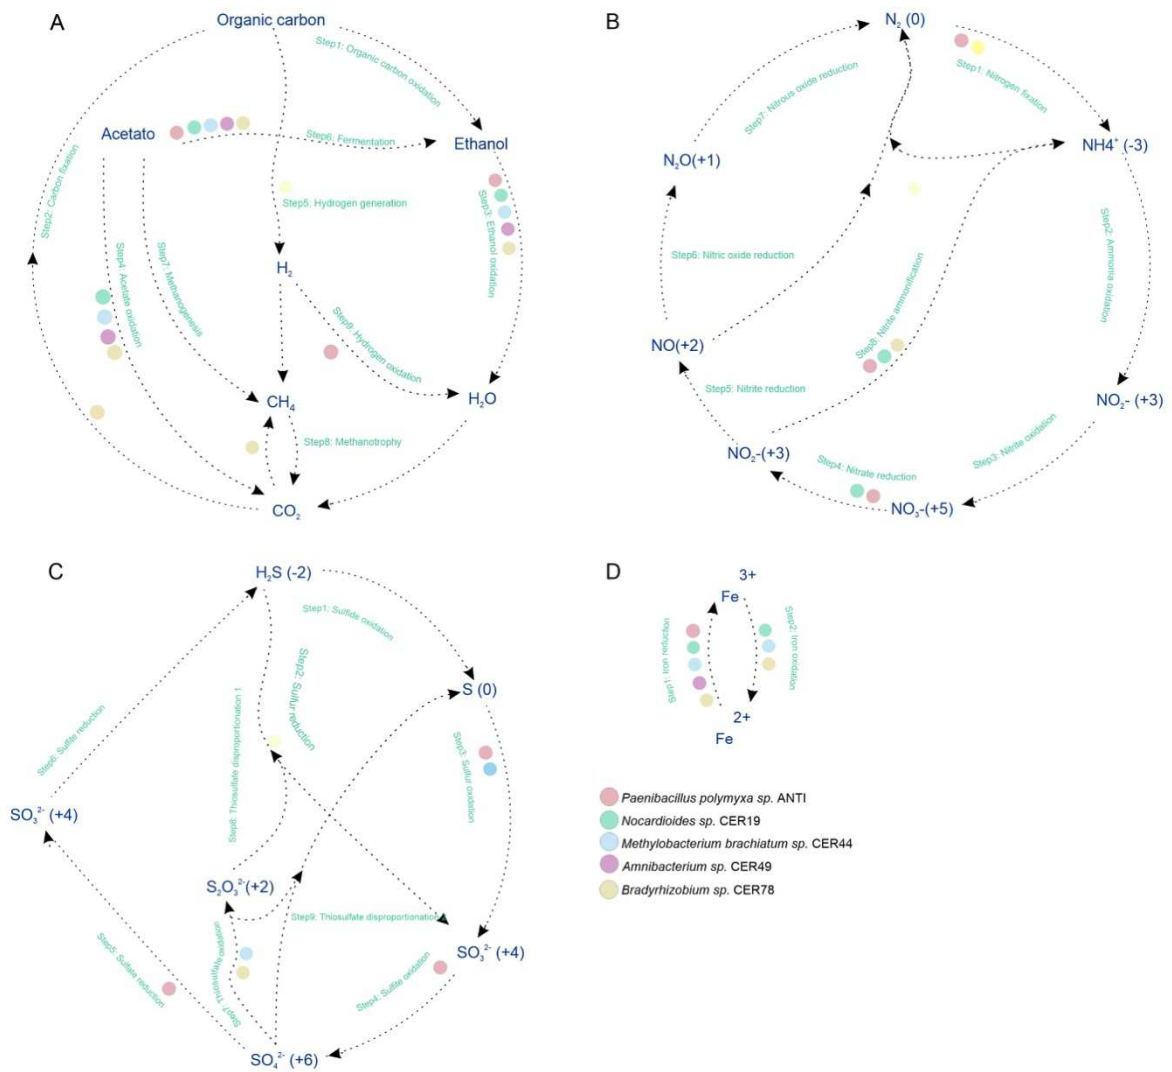 A
Organic carbon
Step1: Organic carbon oxidation
Acetato
Step6: Fermentation
Ethanol
Step2: Carbon fixation
Step5: Hydrogen generation
Step3: Ethanol oxidation
Step4: Acetate oxidation
Step7: Methanogenesis
H₂
Step9: Hydrogen oxidation
CH₄
H₂O
Step8: Methanotrophy
CO₂
B
N₂ (0)
Step7: Nitrous oxide reduction
Step1: Nitrogen fixation
N₂O(+1)
NH4⁺ (-3)
Step2: Ammonia oxidation
Step6: Nitric oxide reduction
Step8: Nitrite ammonification
NO(+2)
Step5: Nitrite reduction
NO₂- (+3)
NO₂-(+3)
Step3: Nitrite oxidation
Step4: Nitrate reduction
NO₃-(+5)
C
H₂S (-2)
Step1: Sulfide oxidation
Step2: Sulfur reduction
S (0)
Step6: Sulfite reduction
Step8: Thiosulfate disproportionation 1
Step3: Sulfur oxidation
SO₃²⁻ (+4)
S₂O₃²⁻(+2)
Step9: Thiosulfate disproportionation
SO₃²⁻ (+4)
Step5: Sulfate reduction
Step7: Thiosulfate oxidation
Step4: Sulfite oxidation
SO₄²⁻ (+6)
D
3+
Fe
Step 1: Iron reduction
Step2: Iron oxidation
2+
Fe
Paenibacillus polymyxa sp. ANTI
Nocardioides sp. CER19
Methylobacterium brachiatum sp. CER44
Amnibacterium sp. CER49
Bradyrhizobium sp. CER78